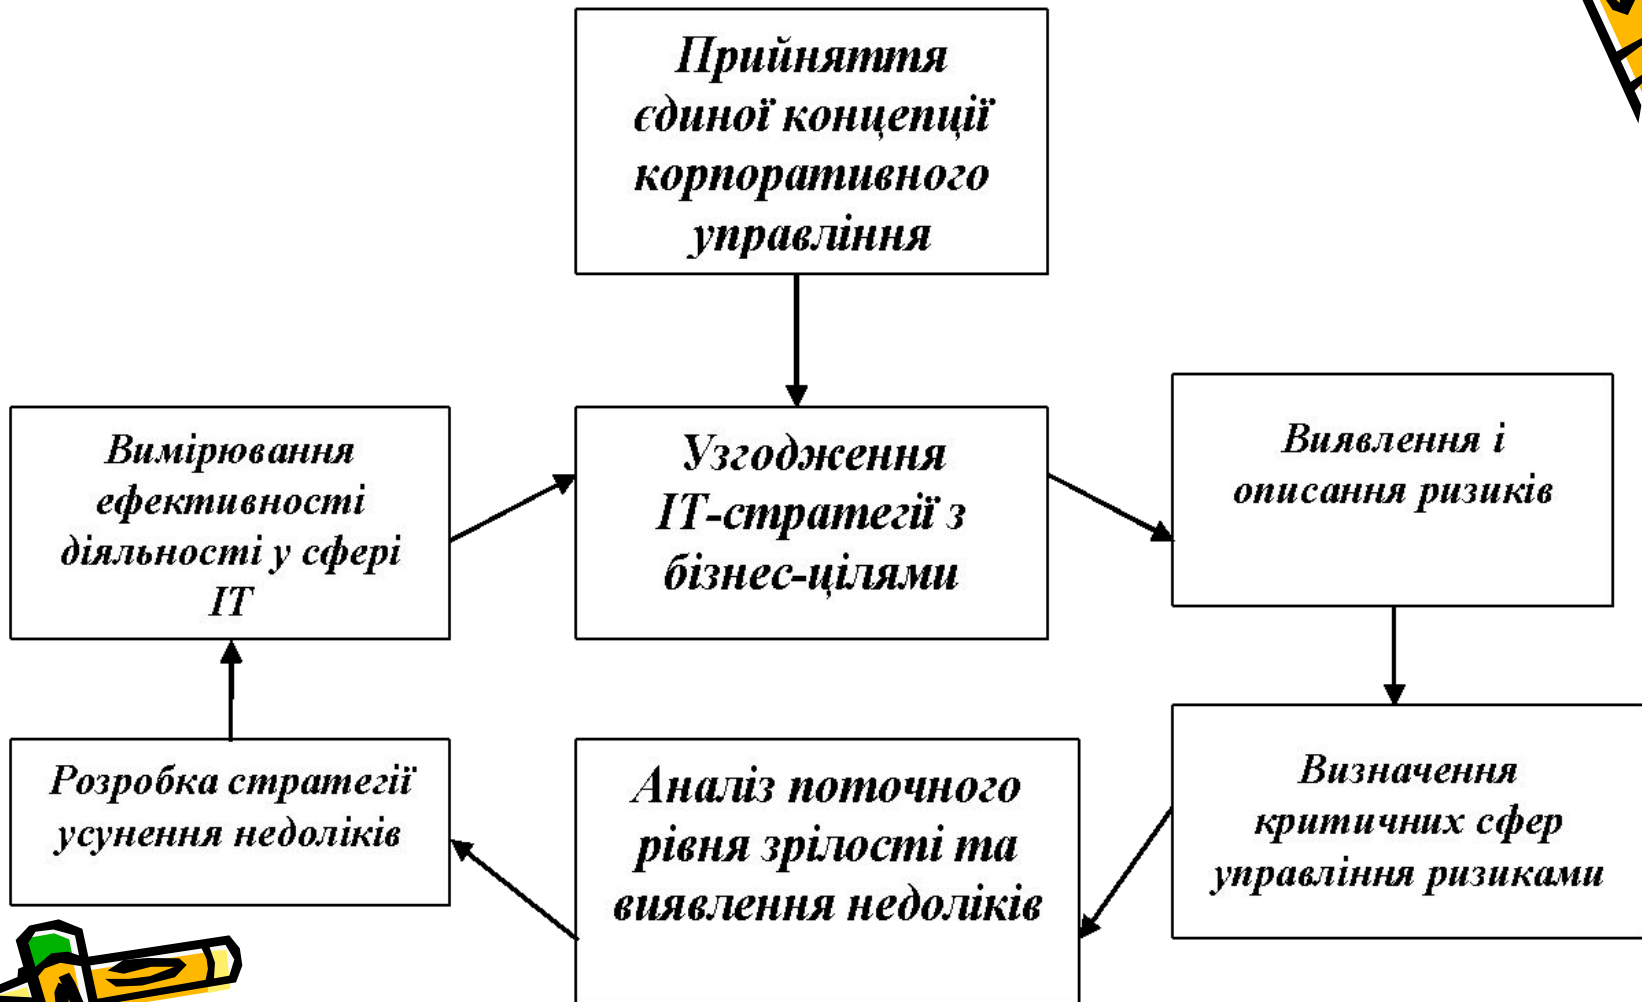 Прийняття
єдиної концепції
корпоративного
управління
Вимірювання
ефективності
діяльності у сфері
ІТ
Узгодження
ІТ-стратегії з
бізнес-цілями
Виявлення і
описання ризиків
Розробка стратегії
усунення недоліків
Аналіз поточного
рівня зрілості та
виявлення недоліків
Визначення
критичних сфер
управління ризиками